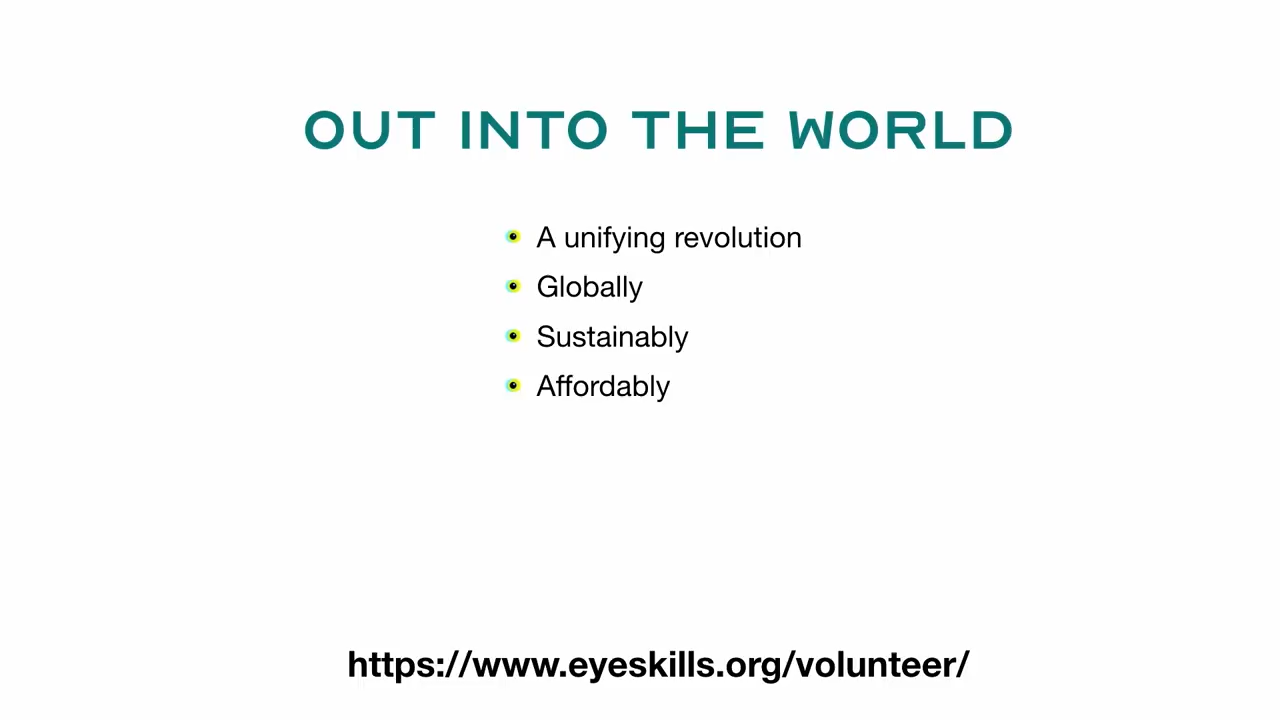 OUT INTO THE WORLD
A unifying revolution
Globally
Sustainably
Affordably
https://www.eyeskills.org/volunteer/